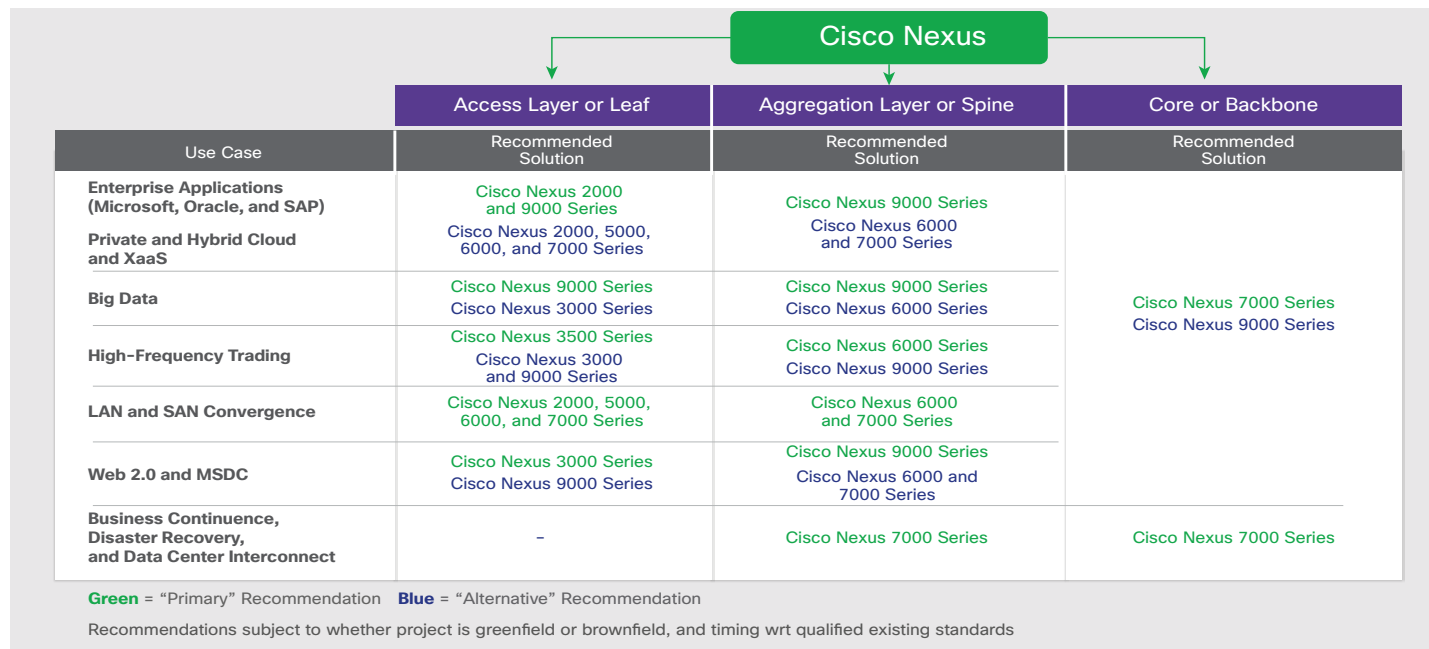 Cisco Nexus
Access Layer or Leaf
Aggregation Layer or Spine
Core or Backbone
Use Case
Recommended
Solution
Recommended
Solution
Recommended
Solution
Enterprise Applications
(Microsoft, Oracle, and SAP)
Private and Hybrid Cloud
and XaaS
Cisco Nexus 2000
and 9000 Series
Cisco Nexus 2000, 5000,
6000, and 7000 Series
Cisco Nexus 9000 Series
Cisco Nexus 6000
and 7000 Series
Big Data
Cisco Nexus 9000 Series
Cisco Nexus 3000 Series
Cisco Nexus 9000 Series
Cisco Nexus 6000 Series
Cisco Nexus 7000 Series
Cisco Nexus 9000 Series
High-Frequency Trading
Cisco Nexus 3500 Series
Cisco Nexus 3000
and 9000 Series
Cisco Nexus 6000 Series
Cisco Nexus 9000 Series
LAN and SAN Convergence
Cisco Nexus 2000, 5000,
6000, and 7000 Series
Cisco Nexus 6000
and 7000 Series
Web 2.0 and MSDC
Cisco Nexus 3000 Series
Cisco Nexus 9000 Series
Cisco Nexus 9000 Series
Cisco Nexus 6000 and
7000 Series
Business Continuence,
Disaster Recovery,
and Data Center Interconnect
–
Cisco Nexus 7000 Series
Cisco Nexus 7000 Series
Green = “Primary” Recommendation Blue = “Alternative” Recommendation
Recommendations subject to whether project is greenfield or brownfield, and timing wrt qualified existing standards